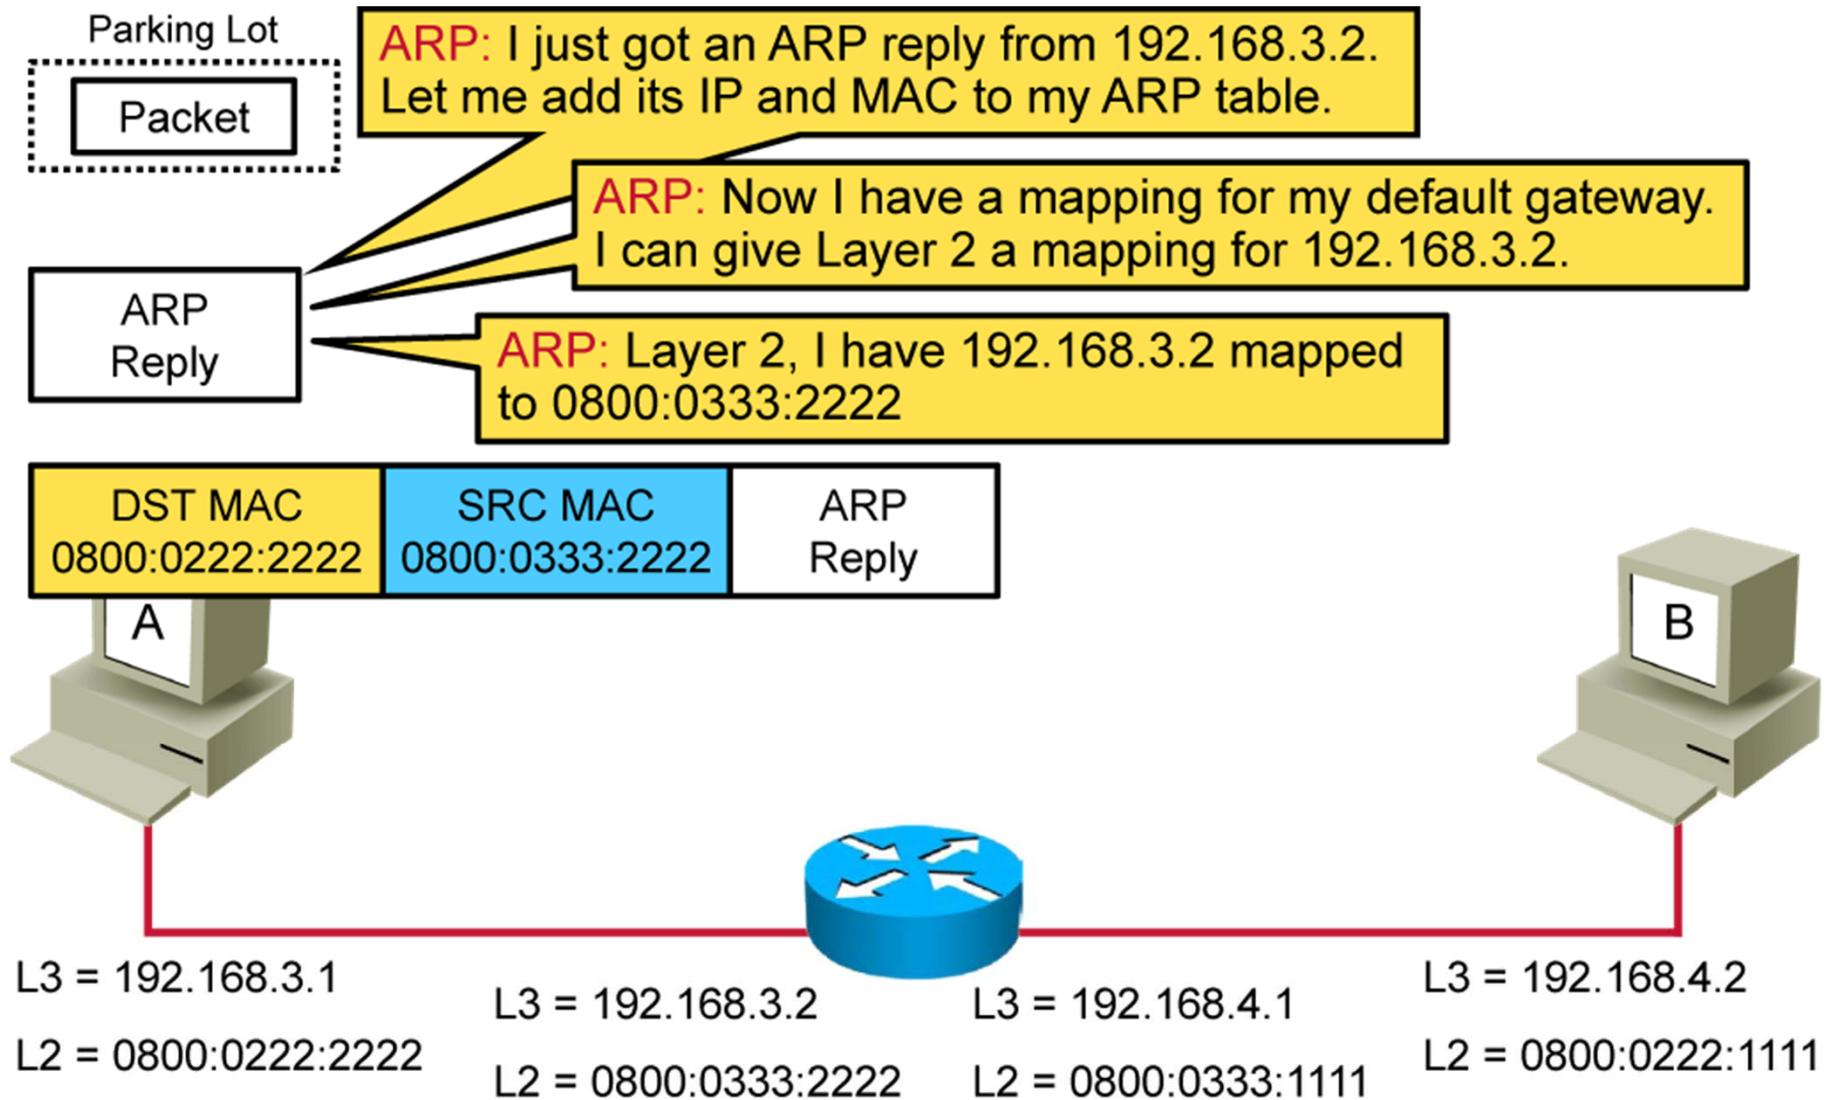 Parking Lot
Packet
ARP: I just got an ARP reply from 192.168.3.2.
Let me add its IP and MAC to my ARP table.
ARP: Now I have a mapping for my default gateway.
I can give Layer 2 a mapping for 192.168.3.2.
ARP
Reply
ARP: Layer 2, I have 192.168.3.2 mapped
to 0800:0333:2222
DST MAC
0800:0222:2222
SRC MAC
0800:0333:2222
ARP
Reply
A
B
L3 = 192.168.3.1
L2 = 0800:0222:2222
L3 = 192.168.3.2
L2 = 0800:0333:2222
L3 = 192.168.4.1
L2 = 0800:0333:1111
L3 = 192.168.4.2
L2 = 0800:0222:1111